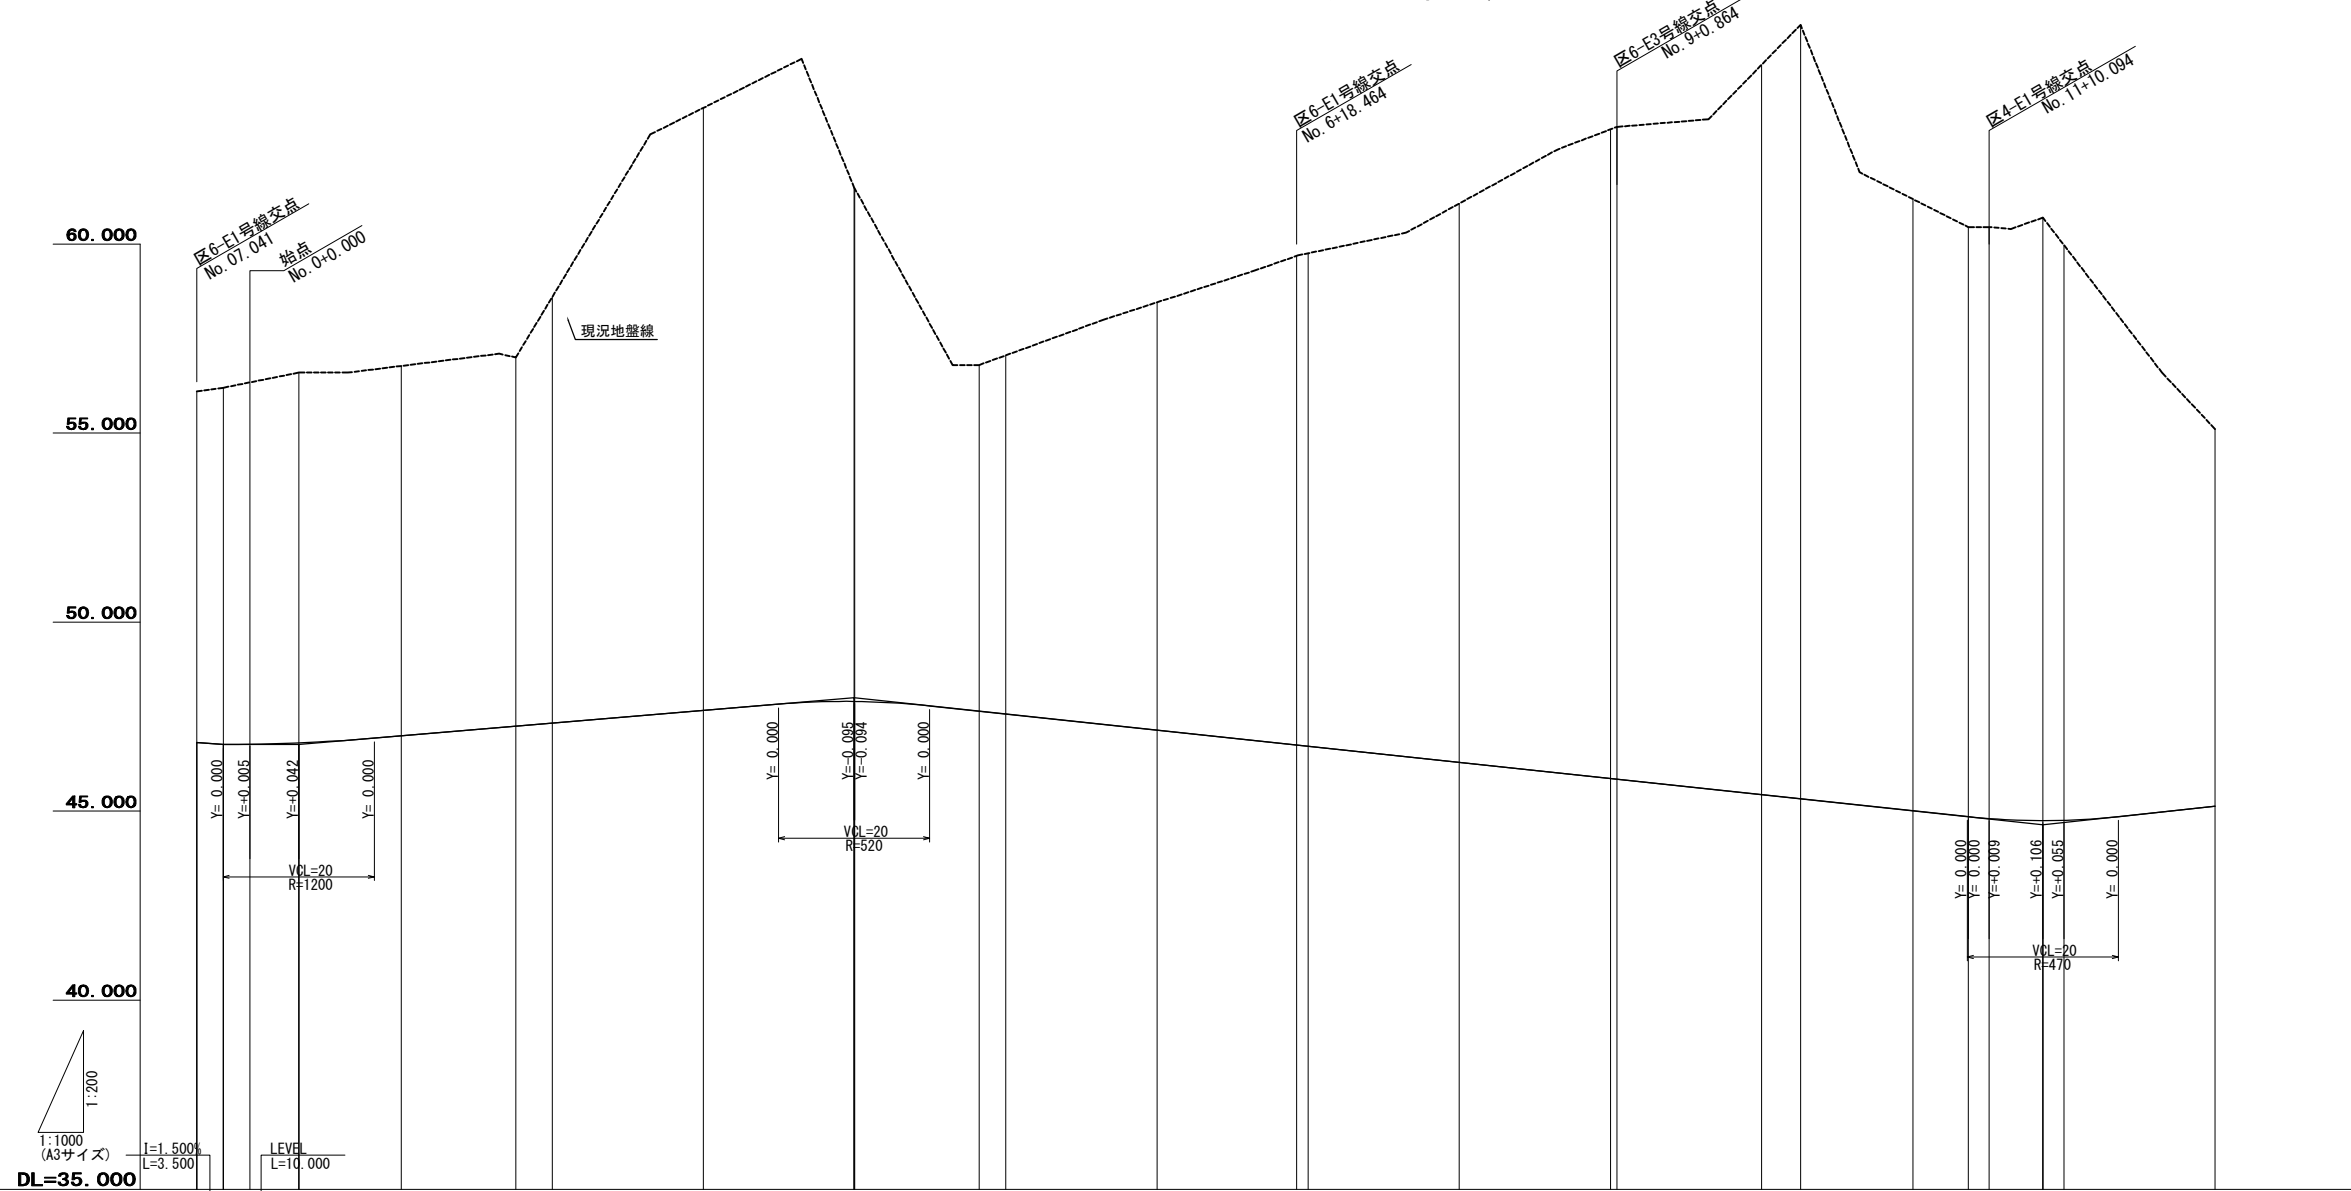 区6-E1号線交点
No.07.041
始点
No.0+0.000
現況地盤線
区6-E1号線交点
No.6+18.464
区6-E3号線交点
No.9+0.864
区4-E1号線交点
No.11+10.094
60.000
55.000
50.000
45.000
40.000
DL=35.000
Y= 0.000
Y=+0.005
Y=+0.042
Y= 0.000
VCL=20
R=1200
Y= 0.000
Y=-0.095
Y=-0.094
Y= 0.000
VCL=20
R=520
Y= 0.000
Y= 0.000
Y=+0.009
Y=+0.106
Y=+0.055
Y= 0.000
VCL=20
R=470
1:200
1:1000
(A3サイズ)
I=1.500%
L=3.500
LEVEL
L=10.000